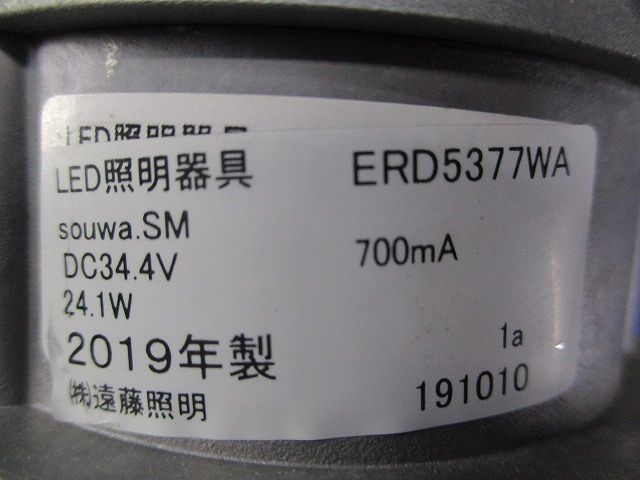 LED照明器具
LED照明器具 ERD5377WA
souwa.SM
DC34.4V 700mA
24.1W
2019年製 1a
㈱遠藤照明 191010